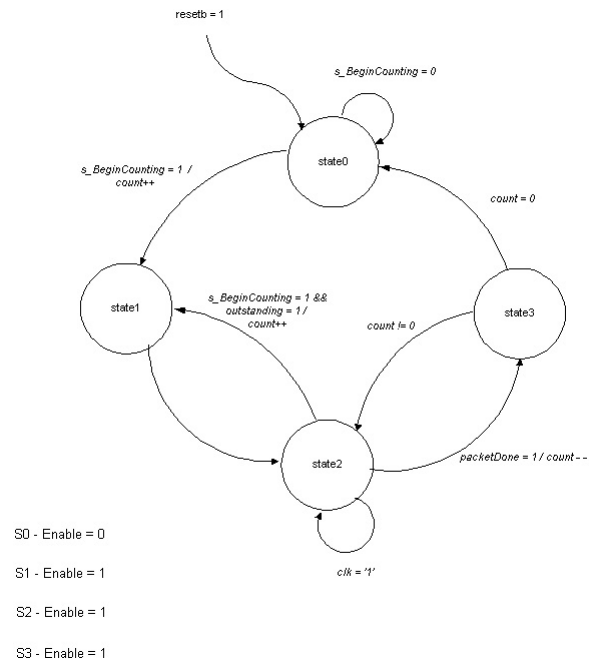 resetb = 1
s_BeginCounting = 0
state0
s_BeginCounting = 1 /
count++
count = 0
state1
s_BeginCounting = 1 &&
outstanding = 1 /
count++
count != 0
state3
state2
packetDone = 1 / count - -
clk = '1'
S0 - Enable = 0
S1 - Enable = 1
S2 - Enable = 1
S3 - Enable = 1